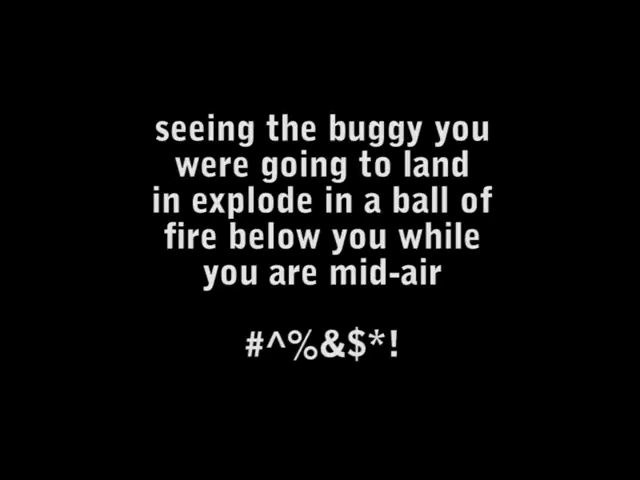 seeing the buggy you
were going to land
in explode in a ball of
fire below you while
you are mid-air
#^%&$*!